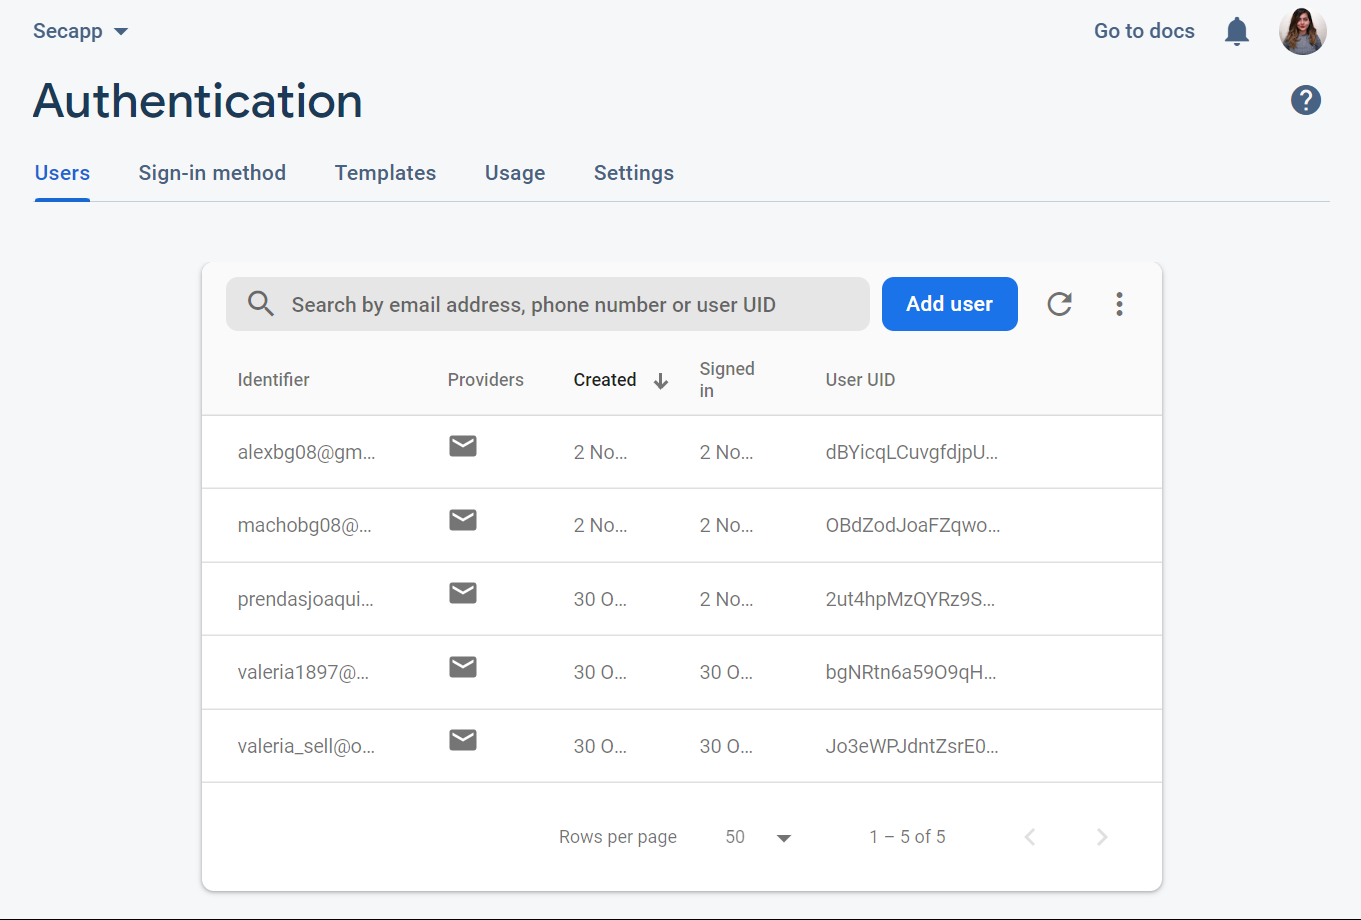 Secapp
Go to docs
Authentication
Users Sign-in method Templates Usage Settings
Search by email address, phone number or user UID
Add user
Identifier Providers Created Signed in User UID
alexbg08@gm... 2 No... 2 No... dBYicqLCuvgfdjpU...
machobg08@... 2 No... 2 No... OBdZodJoaFZqwo...
prendasjoaqui... 30 O... 2 No... 2ut4hpMzQYRz9S...
valeria1897@... 30 O... 30 O... bgNRtn6a59O9qH...
valeria_sell@o... 30 O... 30 O... Jo3eWPJdntZsrE0...
Rows per page 50 1 – 5 of 5